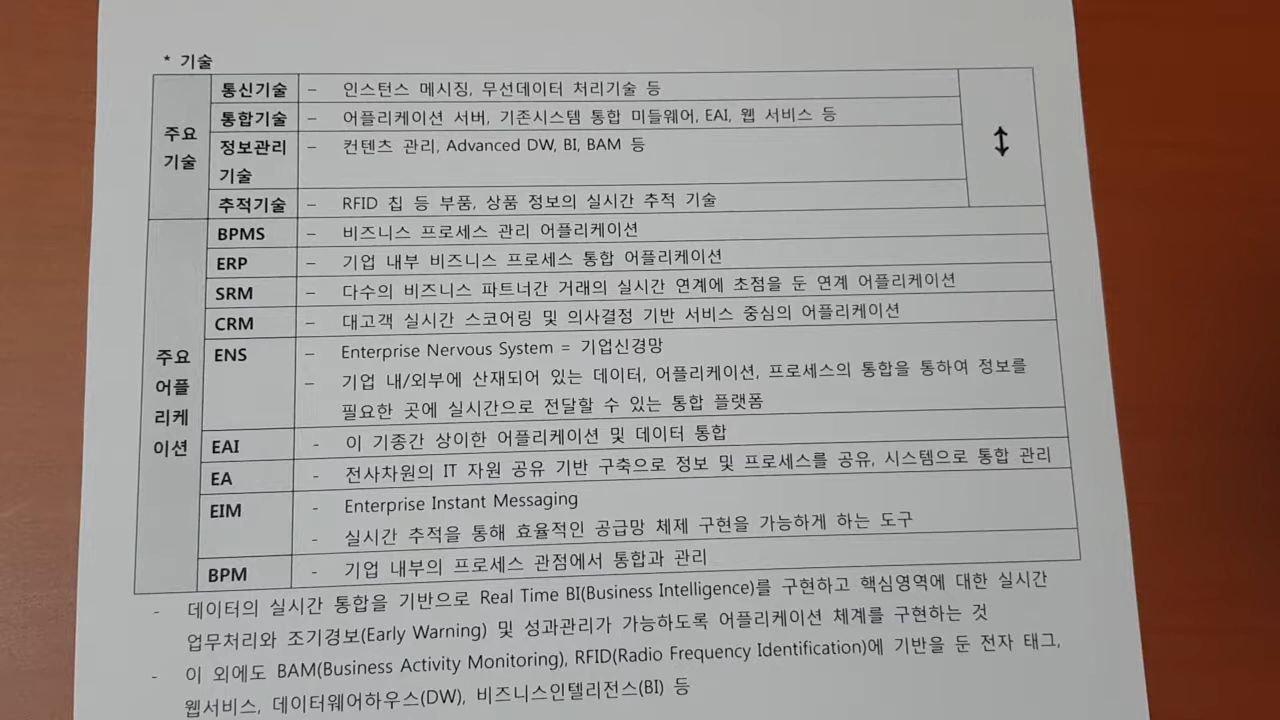 * 기술
주요 기술
통신기술 - 인스턴스 메시징, 무선데이터 처리기술 등
통합기술 - 어플리케이션 서버, 기존시스템 통합 미들웨어, EAI, 웹 서비스 등
정보관리 기술 - 컨텐츠 관리, Advanced DW, BI, BAM 등
추적기술 - RFID 칩 등 부품, 상품 정보의 실시간 추적 기술
↕
주요 어플리케이션
BPMS - 비즈니스 프로세스 관리 어플리케이션
ERP - 기업 내부 비즈니스 프로세스 통합 어플리케이션
SRM - 다수의 비즈니스 파트너간 거래의 실시간 연계에 초점을 둔 연계 어플리케이션
CRM - 대고객 실시간 스코어링 및 의사결정 기반 서비스 중심의 어플리케이션
ENS - Enterprise Nervous System = 기업신경망
- 기업 내/외부에 산재되어 있는 데이터, 어플리케이션, 프로세스의 통합을 통하여 정보를
필요한 곳에 실시간으로 전달할 수 있는 통합 플랫폼
EAI - 이 기종간 상이한 어플리케이션 및 데이터 통합
EA - 전사차원의 IT 자원 공유 기반 구축으로 정보 및 프로세스를 공유, 시스템으로 통합 관리
EIM - Enterprise Instant Messaging
- 실시간 추적을 통해 효율적인 공급망 체제 구현을 가능하게 하는 도구
BPM - 기업 내부의 프로세스 관점에서 통합과 관리
- 데이터의 실시간 통합을 기반으로 Real Time BI(Business Intelligence)를 구현하고 핵심영역에 대한 실시간
업무처리와 조기경보(Early Warning) 및 성과관리가 가능하도록 어플리케이션 체계를 구현하는 것
- 이 외에도 BAM(Business Activity Monitoring), RFID(Radio Frequency Identification)에 기반을 둔 전자 태그,
웹서비스, 데이터웨어하우스(DW), 비즈니스인텔리전스(BI) 등